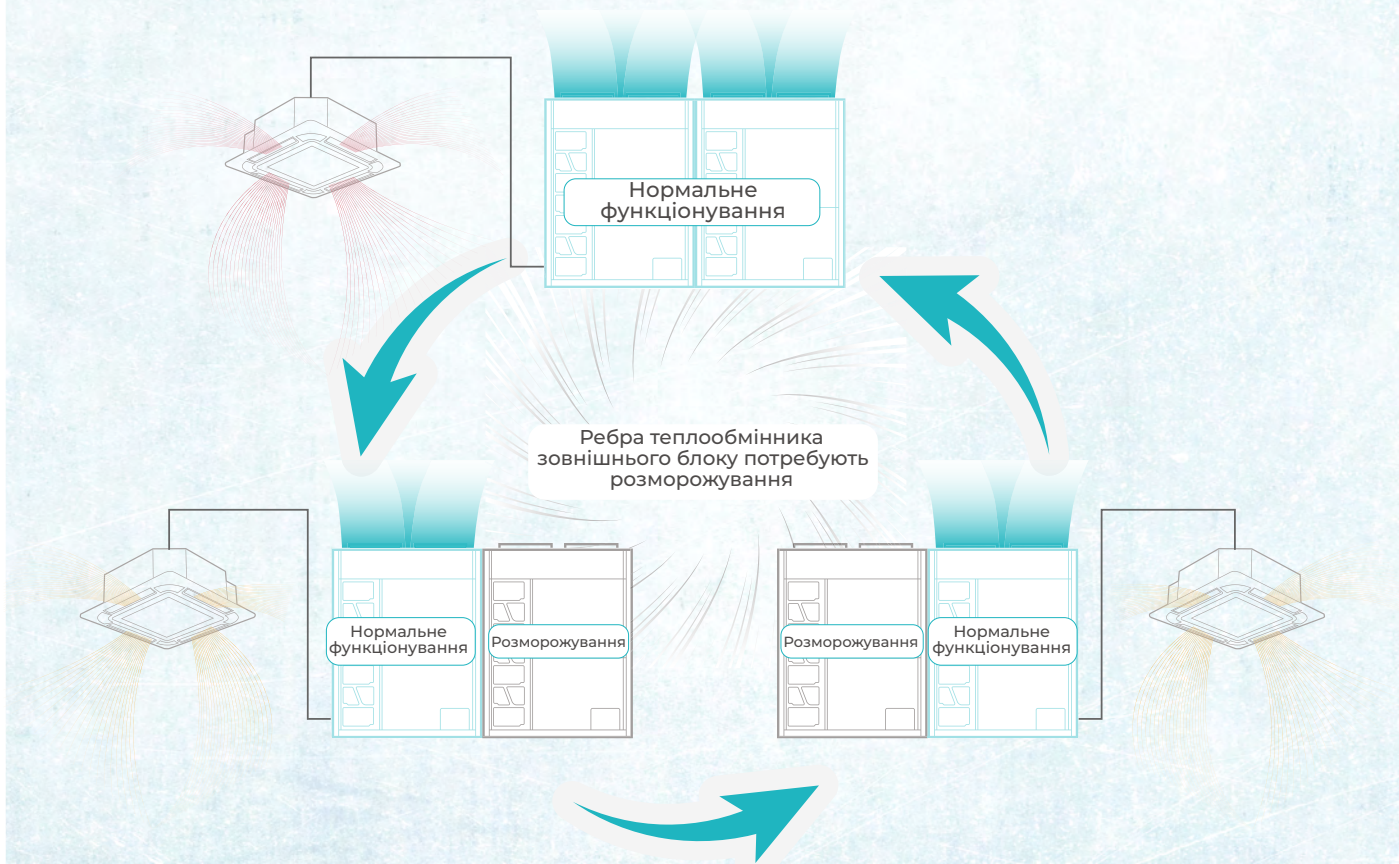 Нормальне
функціонування
Ребра теплообмінника
зовнішнього блоку потребують
розморожування
Нормальне
функціонування
Розморожування
Розморожування
Нормальне
функціонування